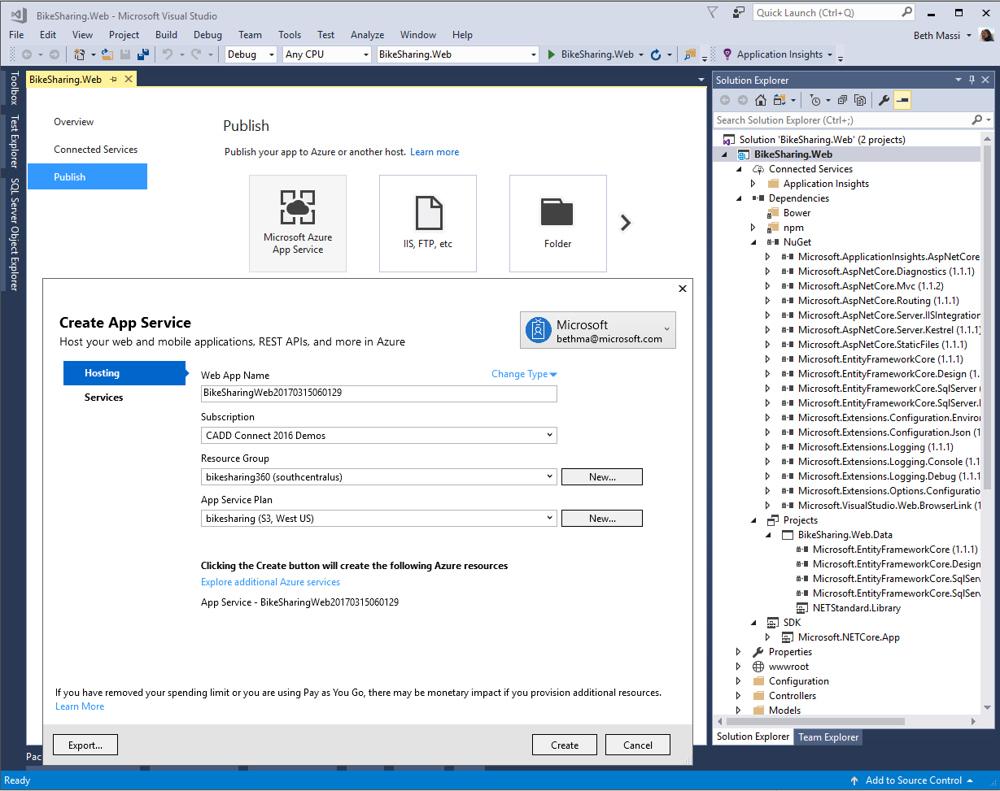 BikeSharing.Web - Microsoft Visual Studio
Quick Launch (Ctrl+Q)
File Edit View Project Build Debug Team Tools Test Analyze Window Help
Beth Massi
Debug Any CPU BikeSharing.Web BikeSharing.Web Application Insights
Toolbox
Test Explorer
SQL Server Object Explorer
BikeSharing.Web
Overview
Connected Services
Publish
Publish
Publish your app to Azure or another host. Learn more
Microsoft Azure
App Service
IIS, FTP, etc
Folder
Create App Service
Host your web and mobile applications, REST APIs, and more in Azure
Microsoft
bethma@microsoft.com
Hosting
Services
Web App Name
Change Type
BikeSharingWeb20170315060129
Subscription
CADD Connect 2016 Demos
Resource Group
bikesharing360 (southcentralus)
New...
App Service Plan
bikesharing (S3, West US)
New...
Clicking the Create button will create the following Azure resources
Explore additional Azure services
App Service - BikeSharingWeb20170315060129
If you have removed your spending limit or you are using Pay as You Go, there may be monetary impact if you provision additional resources.
Learn More
Export...
Create
Cancel
Pac
Solution Explorer
Search Solution Explorer (Ctrl+;)
Solution 'BikeSharing.Web' (2 projects)
BikeSharing.Web
Connected Services
Application Insights
Dependencies
Bower
npm
NuGet
Microsoft.ApplicationInsights.AspNetCore
Microsoft.AspNetCore.Diagnostics (1.1.1)
Microsoft.AspNetCore.Mvc (1.1.2)
Microsoft.AspNetCore.Routing (1.1.1)
Microsoft.AspNetCore.Server.IISIntegration
Microsoft.AspNetCore.Server.Kestrel (1.1.1)
Microsoft.AspNetCore.StaticFiles (1.1.1)
Microsoft.EntityFrameworkCore (1.1.1)
Microsoft.EntityFrameworkCore.Design (1.
Microsoft.EntityFrameworkCore.SqlServer (
Microsoft.EntityFrameworkCore.SqlServer.
Microsoft.Extensions.Configuration.Enviro
Microsoft.Extensions.Configuration.Json (1
Microsoft.Extensions.Logging (1.1.1)
Microsoft.Extensions.Logging.Console (1.1
Microsoft.Extensions.Logging.Debug (1.1.1
Microsoft.Extensions.Options.Configuratio
Microsoft.VisualStudio.Web.BrowserLink (1
Projects
BikeSharing.Web.Data
Microsoft.EntityFrameworkCore (1.1.1)
Microsoft.EntityFrameworkCore.Design
Microsoft.EntityFrameworkCore.SqlServ
Microsoft.EntityFrameworkCore.SqlServ
NETStandard.Library
SDK
Microsoft.NETCore.App
Properties
wwwroot
Configuration
Controllers
Models
Solution Explorer Team Explorer
Ready
Add to Source Control